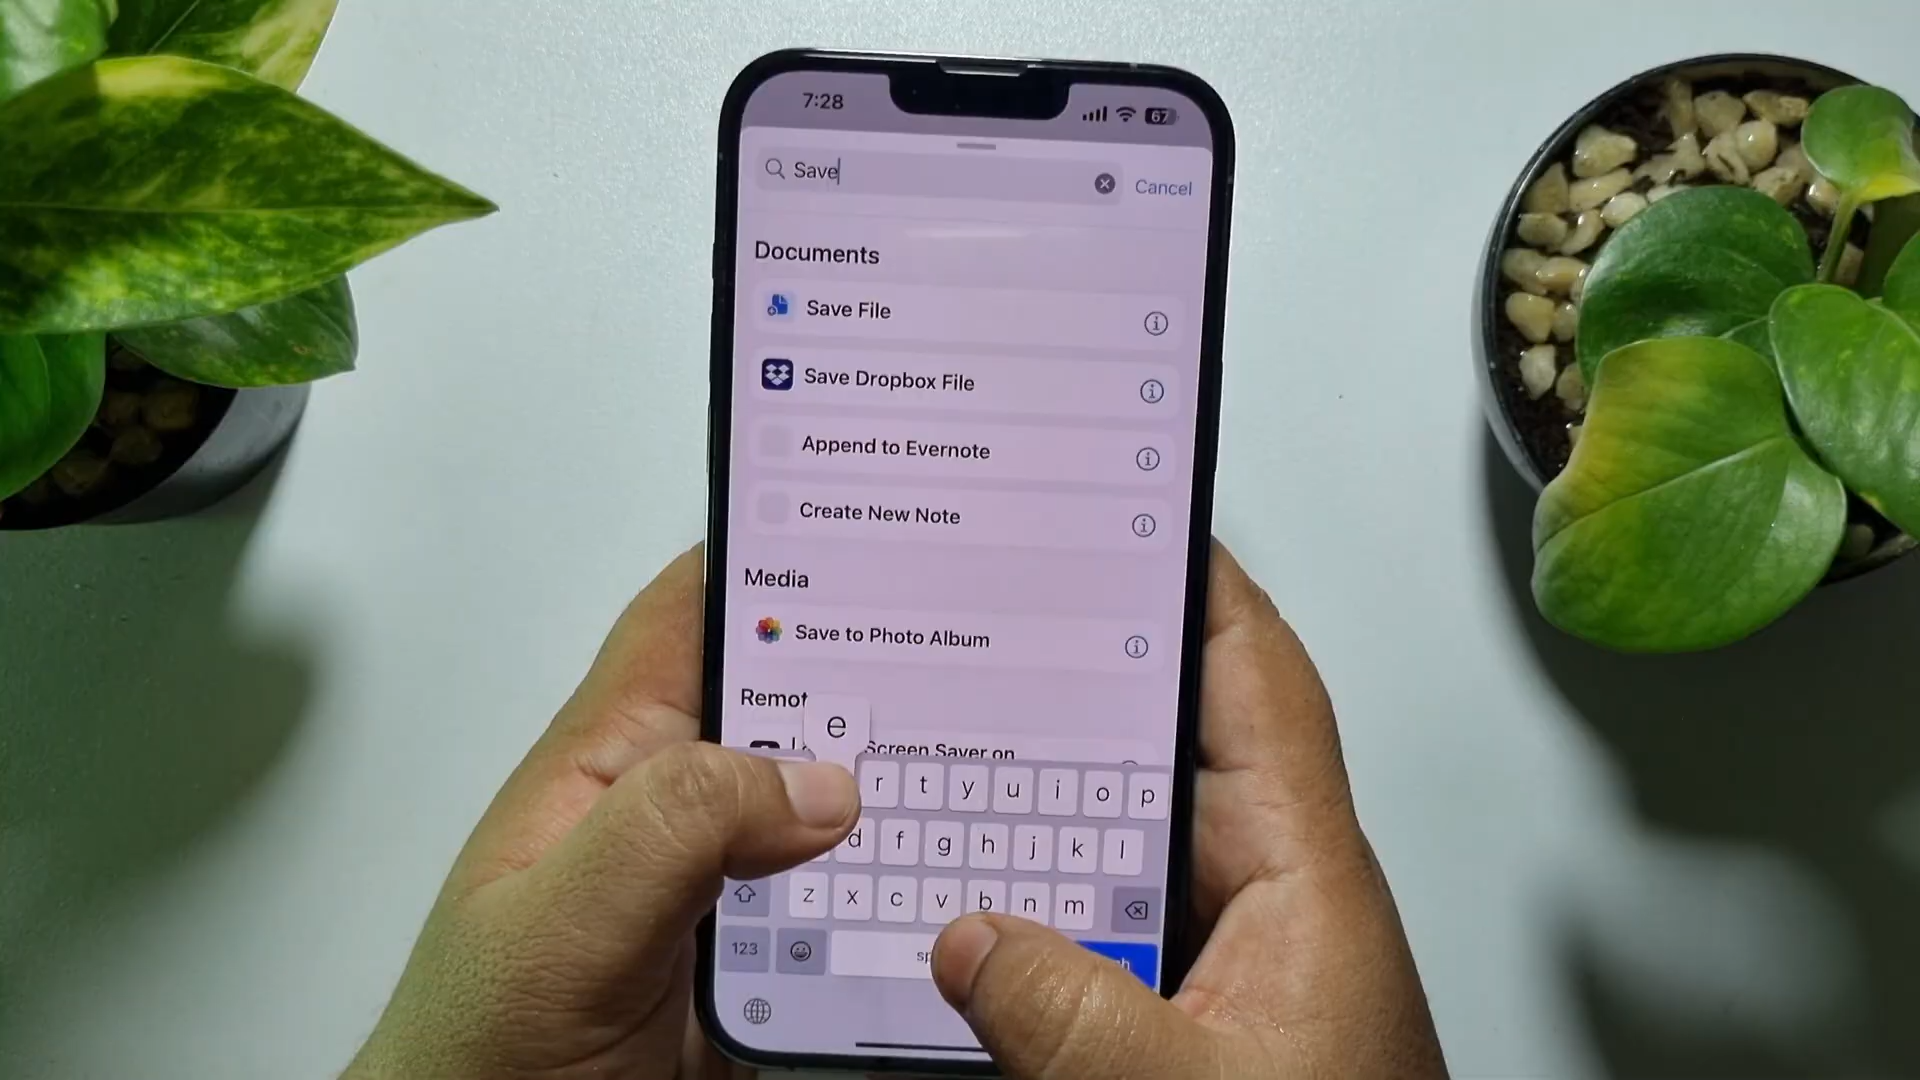 7:28
67
Save
Cancel
Documents
Save File
Save Dropbox File
Append to Evernote
Create New Note
Media
Save to Photo Album
Screen Saver on
e
r t y u i o p
d f g h j k l
z x c v b n m
123